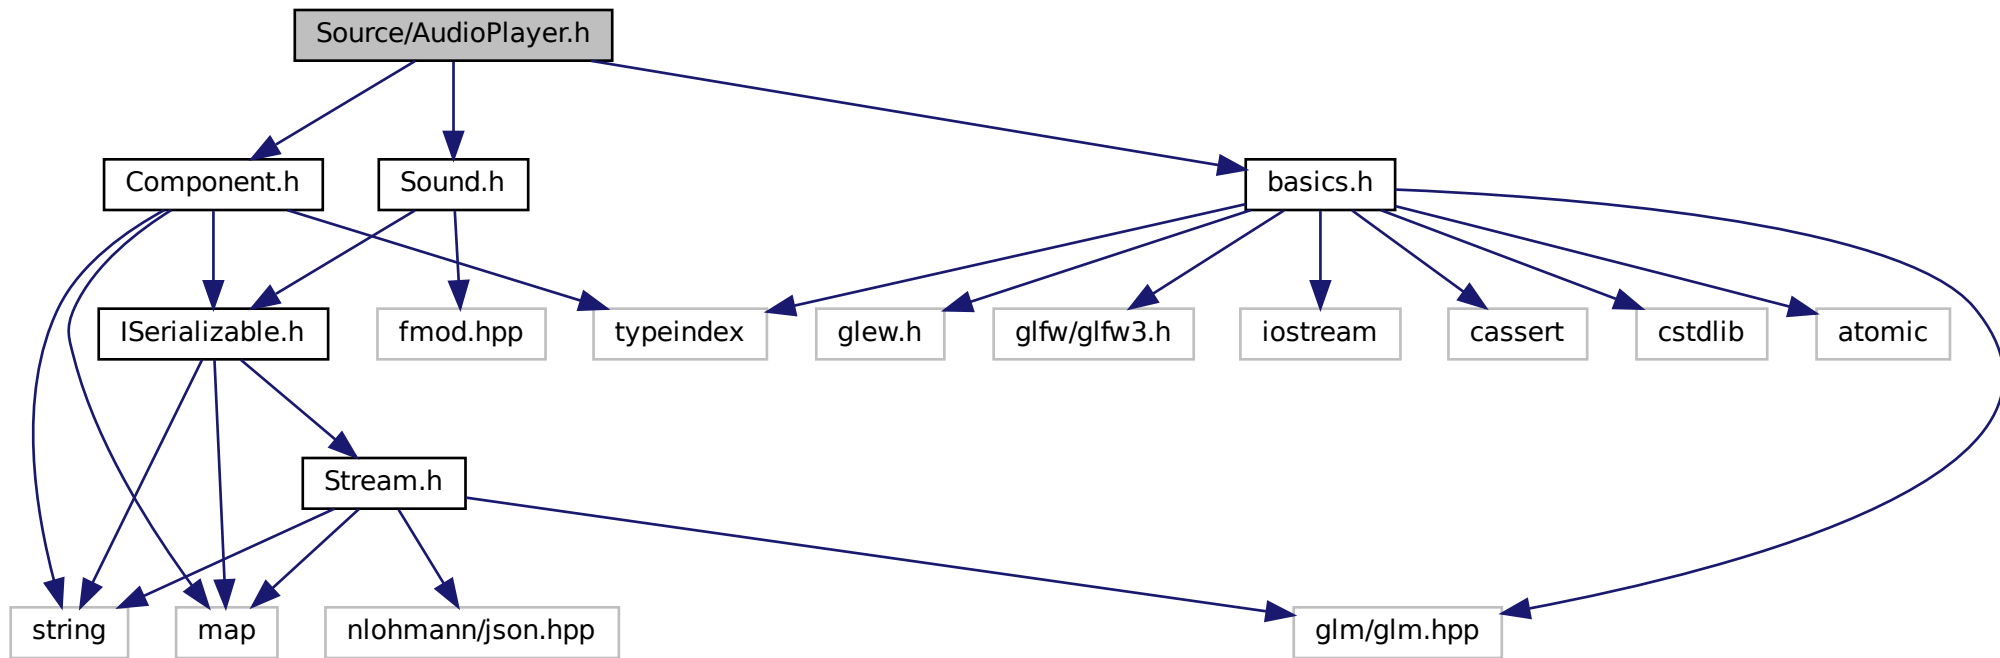 Source/AudioPlayer.h
Component.h
Sound.h
basics.h
ISerializable.h
fmod.hpp
typeindex
glew.h
glfw/glfw3.h
iostream
cassert
cstdlib
atomic
Stream.h
string
map
nlohmann/json.hpp
glm/glm.hpp